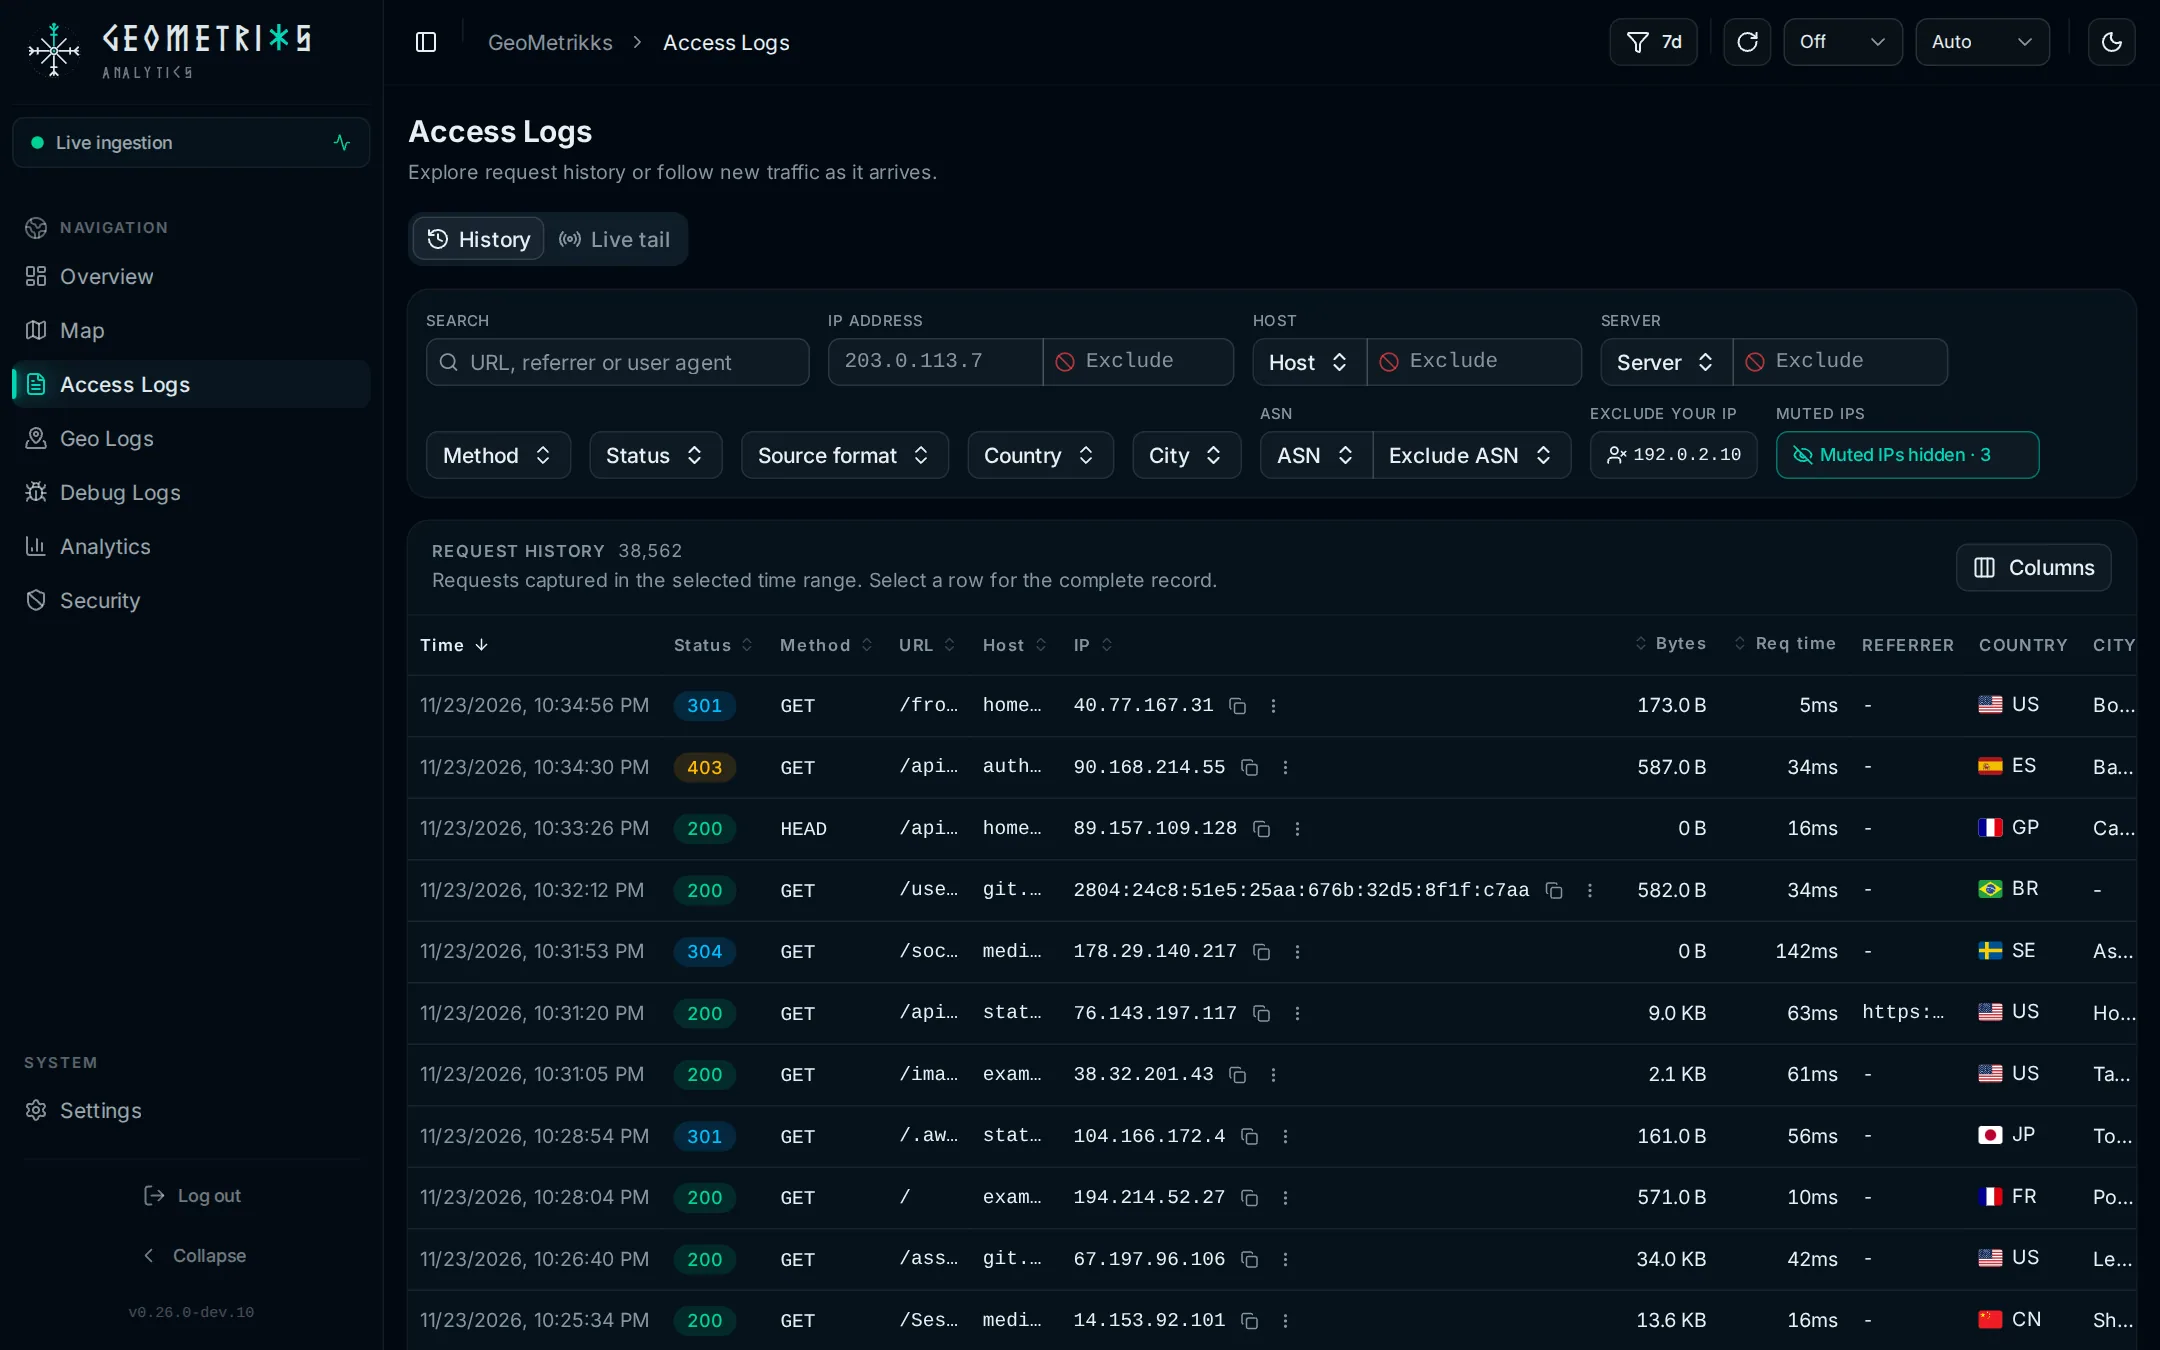 GEOMETRIKS
ANALYTICS
Live ingestion
NAVIGATION
Overview
Map
Access Logs
Geo Logs
Debug Logs
Analytics
Security
SYSTEM
Settings
Log out
Collapse
v0.26.0-dev.10
GeoMetrikks > Access Logs
7d
Off
Auto
Access Logs
Explore request history or follow new traffic as it arrives.
History
Live tail
SEARCH
IP ADDRESS
HOST
SERVER
URL, referrer or user agent
203.0.113.7
Exclude
Host
Exclude
Server
Exclude
ASN
EXCLUDE YOUR IP
MUTED IPS
Method
Status
Source format
Country
City
ASN
Exclude ASN
192.0.2.10
Muted IPs hidden · 3
REQUEST HISTORY 38,562
Requests captured in the selected time range. Select a row for the complete record.
Columns
Time Status Method URL Host IP Bytes Req time REFERRER COUNTRY CITY
11/23/2026, 10:34:56 PM 301 GET /fro… home… 40.77.167.31 173.0 B 5ms - US Bo…
11/23/2026, 10:34:30 PM 403 GET /api… auth… 90.168.214.55 587.0 B 34ms - ES Ba…
11/23/2026, 10:33:26 PM 200 HEAD /api… home… 89.157.109.128 0 B 16ms - GP Ca…
11/23/2026, 10:32:12 PM 200 GET /use… git.… 2804:24c8:51e5:25aa:676b:32d5:8f1f:c7aa 582.0 B 34ms - BR -
11/23/2026, 10:31:53 PM 304 GET /soc… medi… 178.29.140.217 0 B 142ms - SE As…
11/23/2026, 10:31:20 PM 200 GET /api… stat… 76.143.197.117 9.0 KB 63ms https:… US Ho…
11/23/2026, 10:31:05 PM 200 GET /ima… exam… 38.32.201.43 2.1 KB 61ms - US Ta…
11/23/2026, 10:28:54 PM 301 GET /.aw… stat… 104.166.172.4 161.0 B 56ms - JP To…
11/23/2026, 10:28:04 PM 200 GET / exam… 194.214.52.27 571.0 B 10ms - FR Po…
11/23/2026, 10:26:40 PM 200 GET /ass… git.… 67.197.96.106 34.0 KB 42ms - US Le…
11/23/2026, 10:25:34 PM 200 GET /Ses… medi… 14.153.92.101 13.6 KB 16ms - CN Sh…